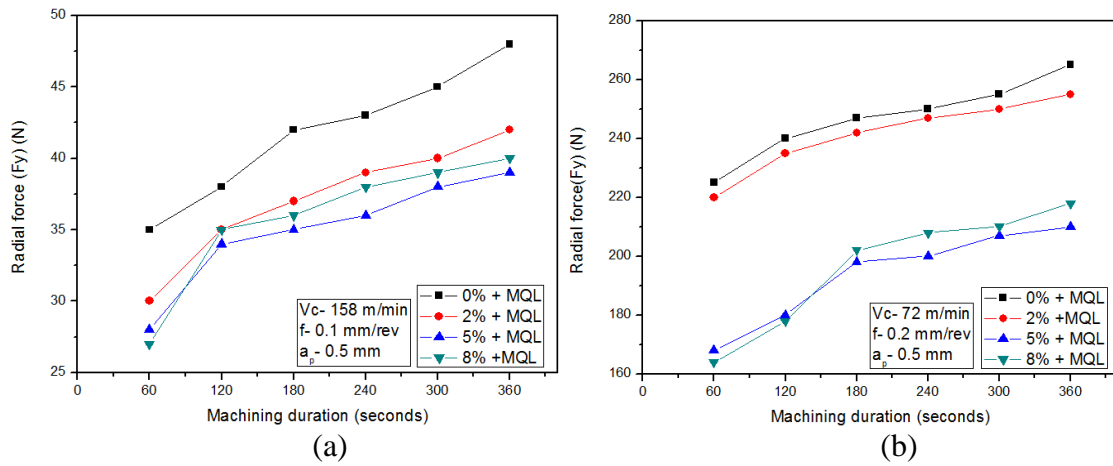 50
45
40
35
30
25
Radial force (Fy) (N)
0 60 120 180 240 300 360
Machining duration (seconds)
Vc- 158 m/min
f- 0.1 mm/rev
ap- 0.5 mm
0% + MQL
2% + MQL
5% + MQL
8% +MQL
(a)
280
260
240
220
200
180
160
Radial force(Fy) (N)
0 60 120 180 240 300 360
Machining duration (seconds)
Vc- 72 m/min
f- 0.2 mm/rev
ap- 0.5 mm
0% + MQL
2% +MQL
5% + MQL
8% + MQL
(b)